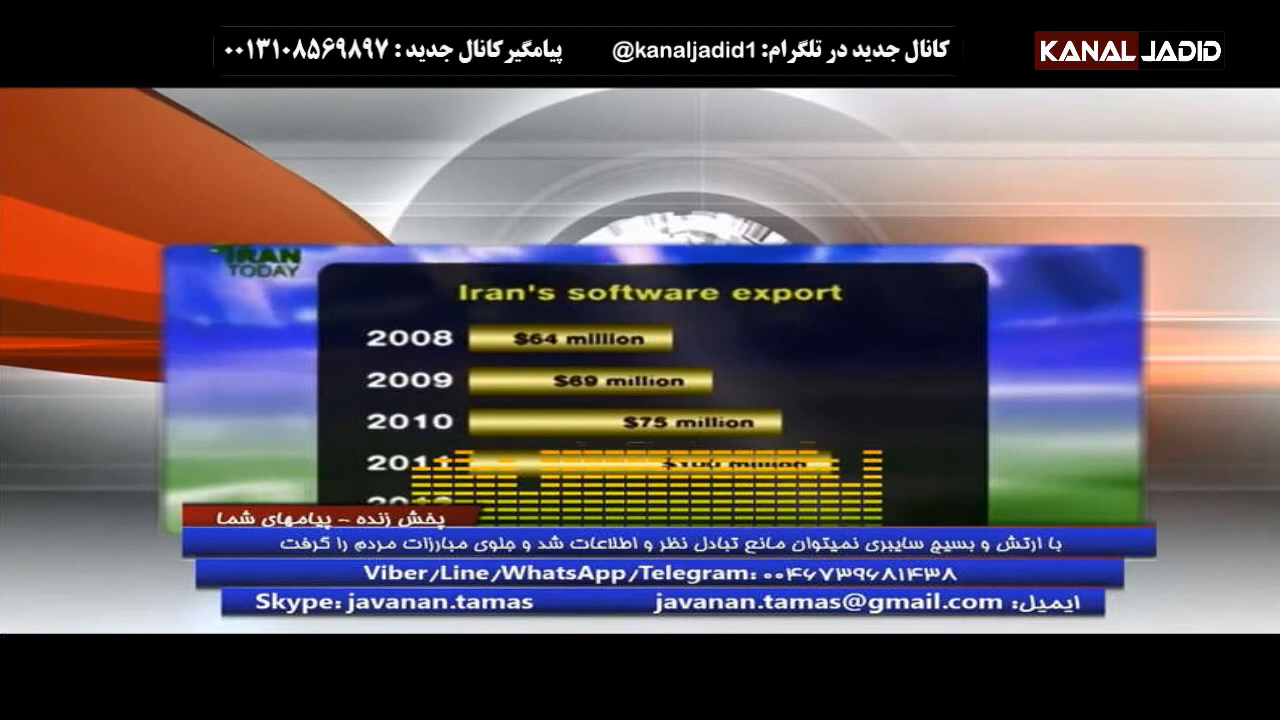 کانال جدید در تلگرام: @kanaljadid1 پیامگیر کانال جدید : ۰۰۱۳۱۰۸۵۶۹۸۹۷
KANAL JADID
IRAN
TODAY
Iran's software export
2008 $64 million
2009 $69 million
2010 $75 million
2011 $100 million
پخش زنده - پیامهای شما
با ارتش و بسیج سایبری نمیتوان مانع تبادل نظر و اطلاعات شد و جلوی مبارزات مردم را گرفت
Viber/Line/WhatsApp/Telegram: ۰۰۴۶۷۳۹۶۸۱۴۳۸
Skype: javanan.tamas ایمیل: javanan.tamas@gmail.com